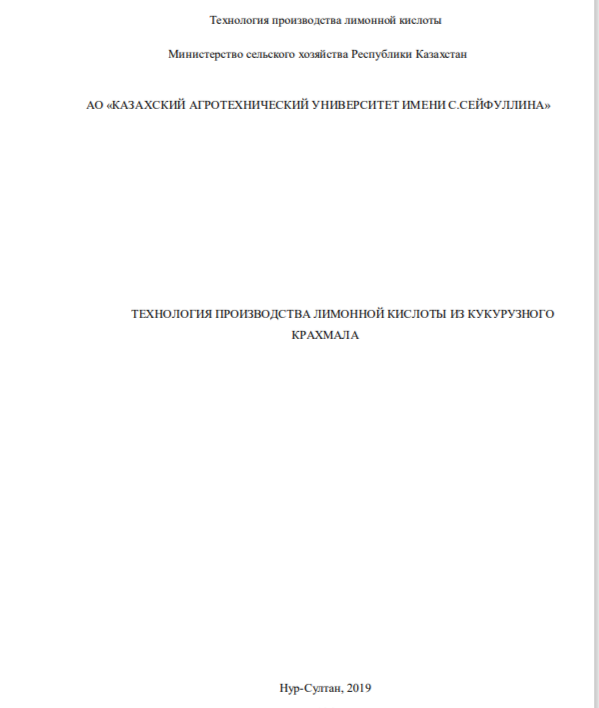 Технология производства лимонной кислоты
Министерство сельского хозяйства Республики Казахстан
АО «КАЗАХСКИЙ АГРОТЕХНИЧЕСКИЙ УНИВЕРСИТЕТ ИМЕНИ С.СЕЙФУЛЛИНА»
ТЕХНОЛОГИЯ ПРОИЗВОДСТВА ЛИМОННОЙ КИСЛОТЫ ИЗ КУКУРУЗНОГО
КРАХМАЛА
Нур-Султан, 2019